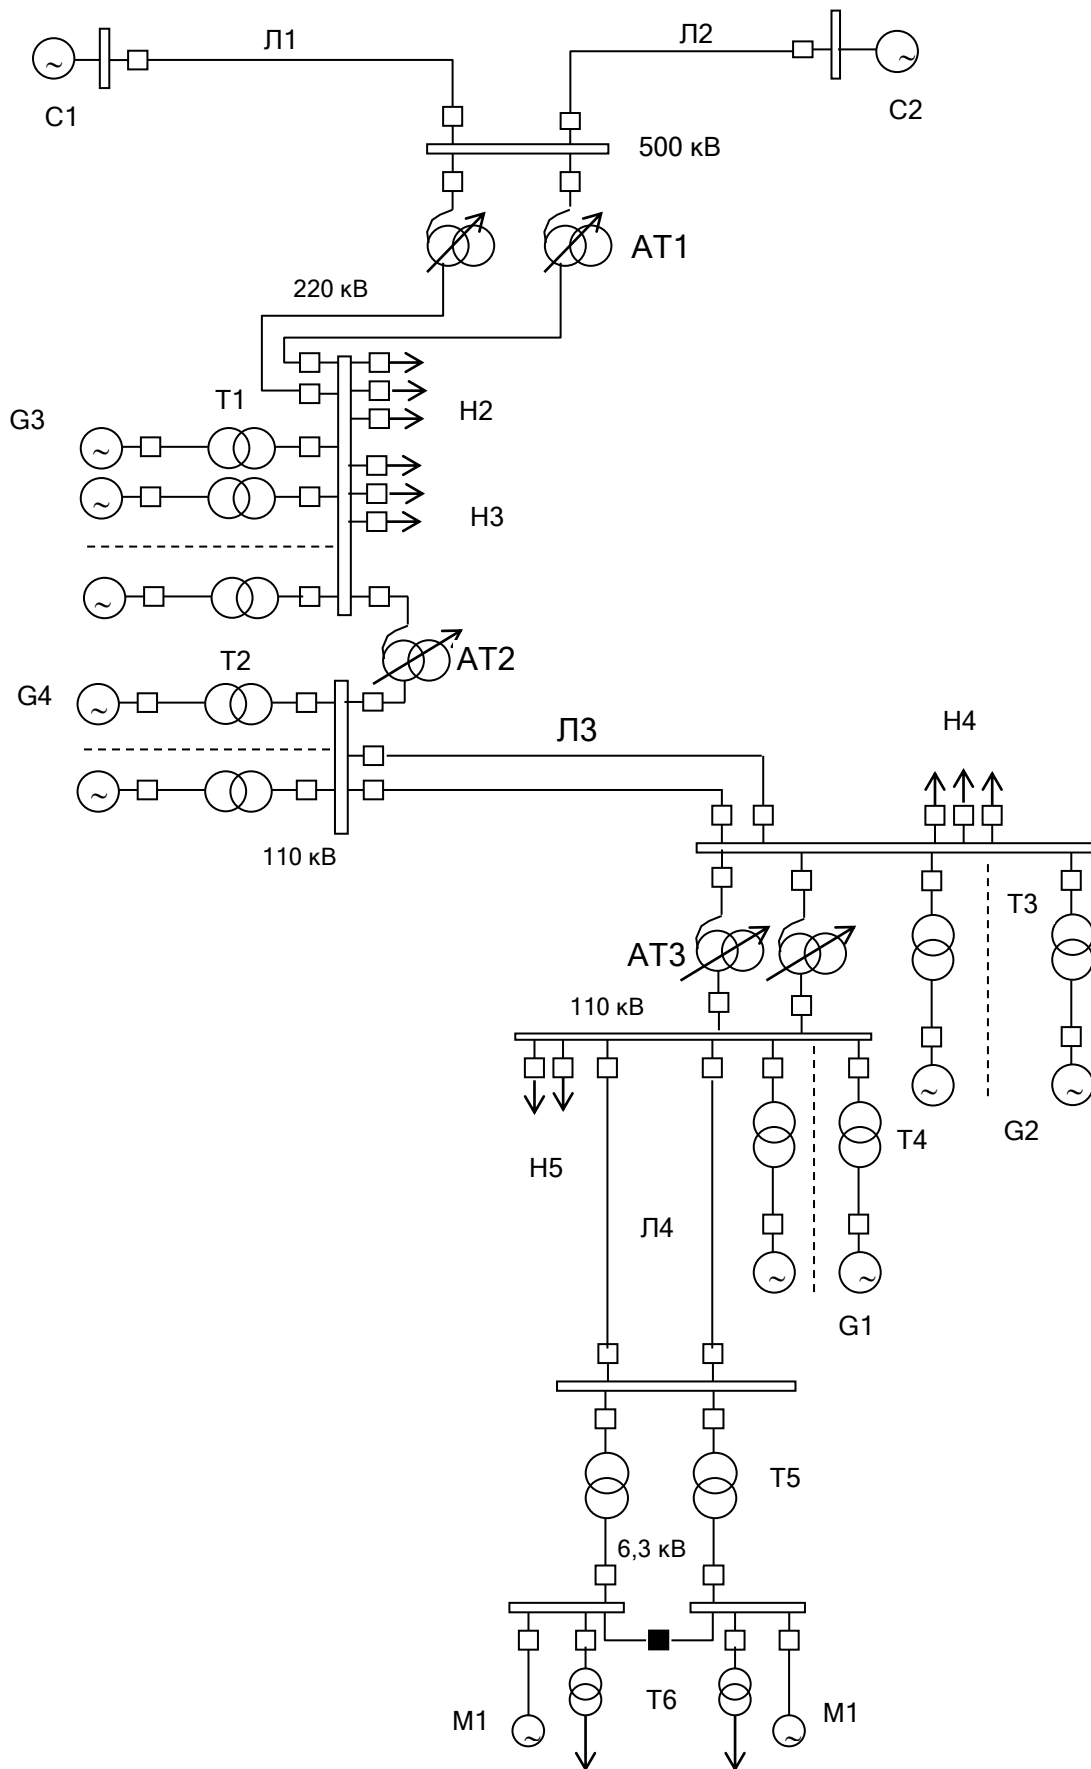 Л1
Л2
С1
С2
500 кВ
АТ1
220 кВ
Т1
Н2
G3
Н3
Т2
АТ2
G4
Л3
Н4
110 кВ
Т3
АТ3
110 кВ
Т4
G2
Н5
Л4
G1
Т5
6,3 кВ
М1
Т6
М1